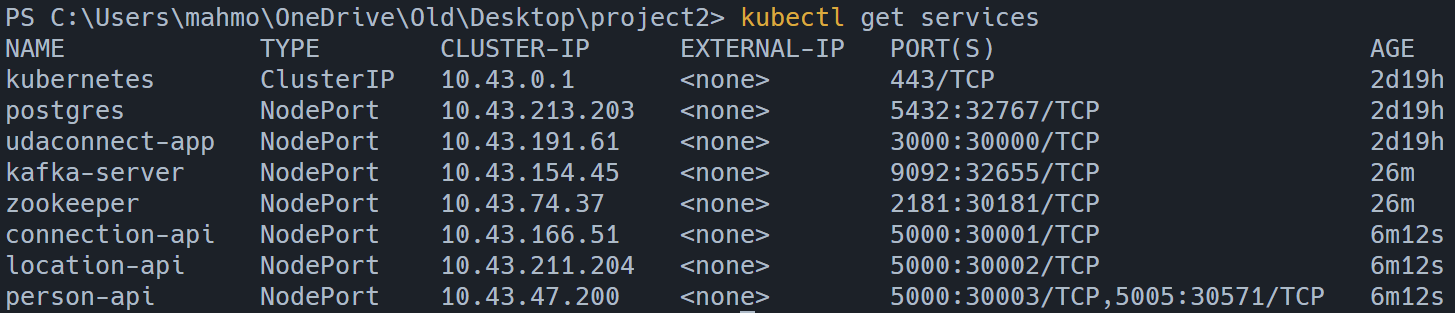 PS C:\Users\mahmo\OneDrive\Old\Desktop\project2> kubectl get services
NAME             TYPE        CLUSTER-IP      EXTERNAL-IP   PORT(S)                         AGE
kubernetes       ClusterIP   10.43.0.1       <none>        443/TCP                         2d19h
postgres         NodePort    10.43.213.203   <none>        5432:32767/TCP                  2d19h
udaconnect-app   NodePort    10.43.191.61    <none>        3000:30000/TCP                  2d19h
kafka-server     NodePort    10.43.154.45    <none>        9092:32655/TCP                  26m
zookeeper        NodePort    10.43.74.37     <none>        2181:30181/TCP                  26m
connection-api   NodePort    10.43.166.51    <none>        5000:30001/TCP                  6m12s
location-api     NodePort    10.43.211.204   <none>        5000:30002/TCP                  6m12s
person-api       NodePort    10.43.47.200    <none>        5000:30003/TCP,5005:30571/TCP   6m12s